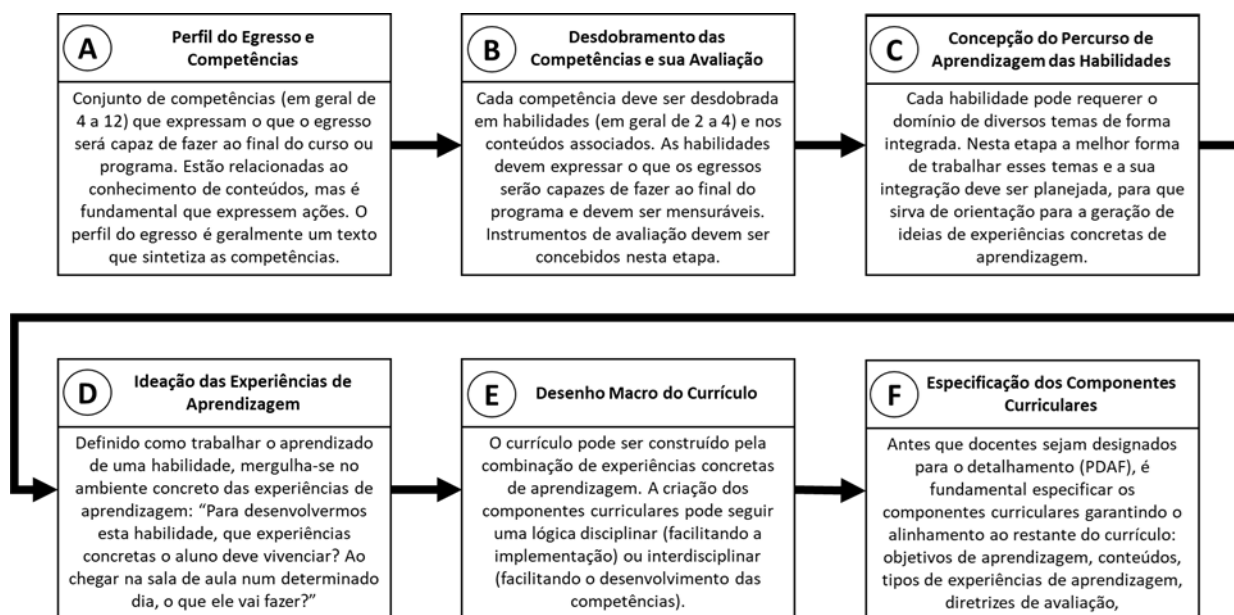 A
Perfil do Egresso e
Competências
Conjunto de competências (em geral de
4 a 12) que expressam o que o egresso
será capaz de fazer ao final do curso ou
programa. Estão relacionadas ao
conhecimento de conteúdos, mas é
fundamental que expressem ações. O
perfil do egresso é geralmente um texto
que sintetiza as competências.
B
Desdobramento das
Competências e sua Avaliação
Cada competência deve ser desdobrada
em habilidades (em geral de 2 a 4) e nos
conteúdos associados. As habilidades
devem expressar o que os egressos
serão capazes de fazer ao final do
programa e devem ser mensuráveis.
Instrumentos de avaliação devem ser
concebidos nesta etapa.
C
Concepção do Percurso de
Aprendizagem das Habilidades
Cada habilidade pode requerer o
domínio de diversos temas de forma
integrada. Nesta etapa a melhor forma
de trabalhar esses temas e a sua
integração deve ser planejada, para que
sirva de orientação para a geração de
ideias de experiências concretas de
aprendizagem.
D
Ideação das Experiências de
Aprendizagem
Definido como trabalhar o aprendizado
de uma habilidade, mergulha-se no
ambiente concreto das experiências de
aprendizagem: “Para desenvolvermos
esta habilidade, que experiências
concretas o aluno deve vivenciar? Ao
chegar na sala de aula num determinado
dia, o que ele vai fazer?”
E
Desenho Macro do Currículo
O currículo pode ser construído pela
combinação de experiências concretas
de aprendizagem. A criação dos
componentes curriculares pode seguir
uma lógica disciplinar (facilitando a
implementação) ou interdisciplinar
(facilitando o desenvolvimento das
competências).
F
Especificação dos Componentes
Curriculares
Antes que docentes sejam designados
para o detalhamento (PDAF), é
fundamental especificar os
componentes curriculares garantindo o
alinhamento ao restante do currículo:
objetivos de aprendizagem, conteúdos,
tipos de experiências de aprendizagem,
diretrizes de avaliação,